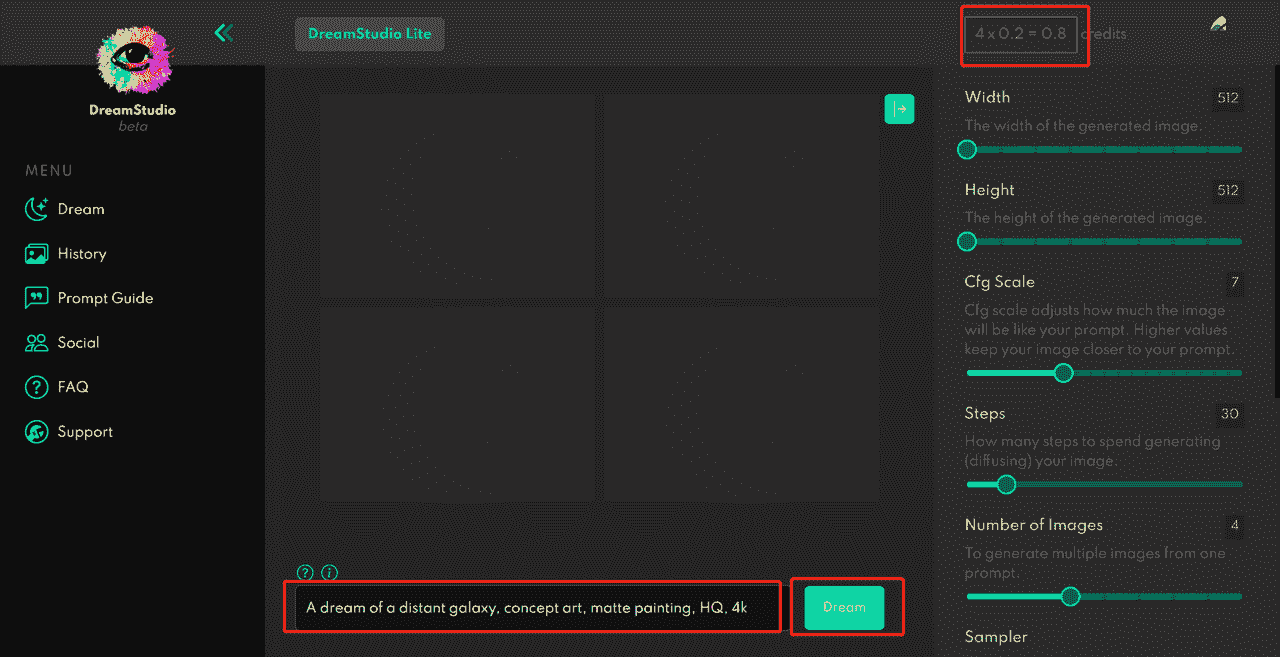 DreamStudio
beta
MENU
Dream
History
Prompt Guide
Social
FAQ
Support
DreamStudio Lite
A dream of a distant galaxy, concept art, matte painting, HQ, 4k
Dream
4 x 0.2 = 0.8 credits
Width 512
The width of the generated image.
Height 512
The height of the generated image.
Cfg Scale 7
Cfg scale adjusts how much the image
will be like your prompt. Higher values
keep your image closer to your prompt.
Steps 30
How many steps to spend generating
(diffusing) your image.
Number of Images 4
To generate multiple images from one
prompt.
Sampler